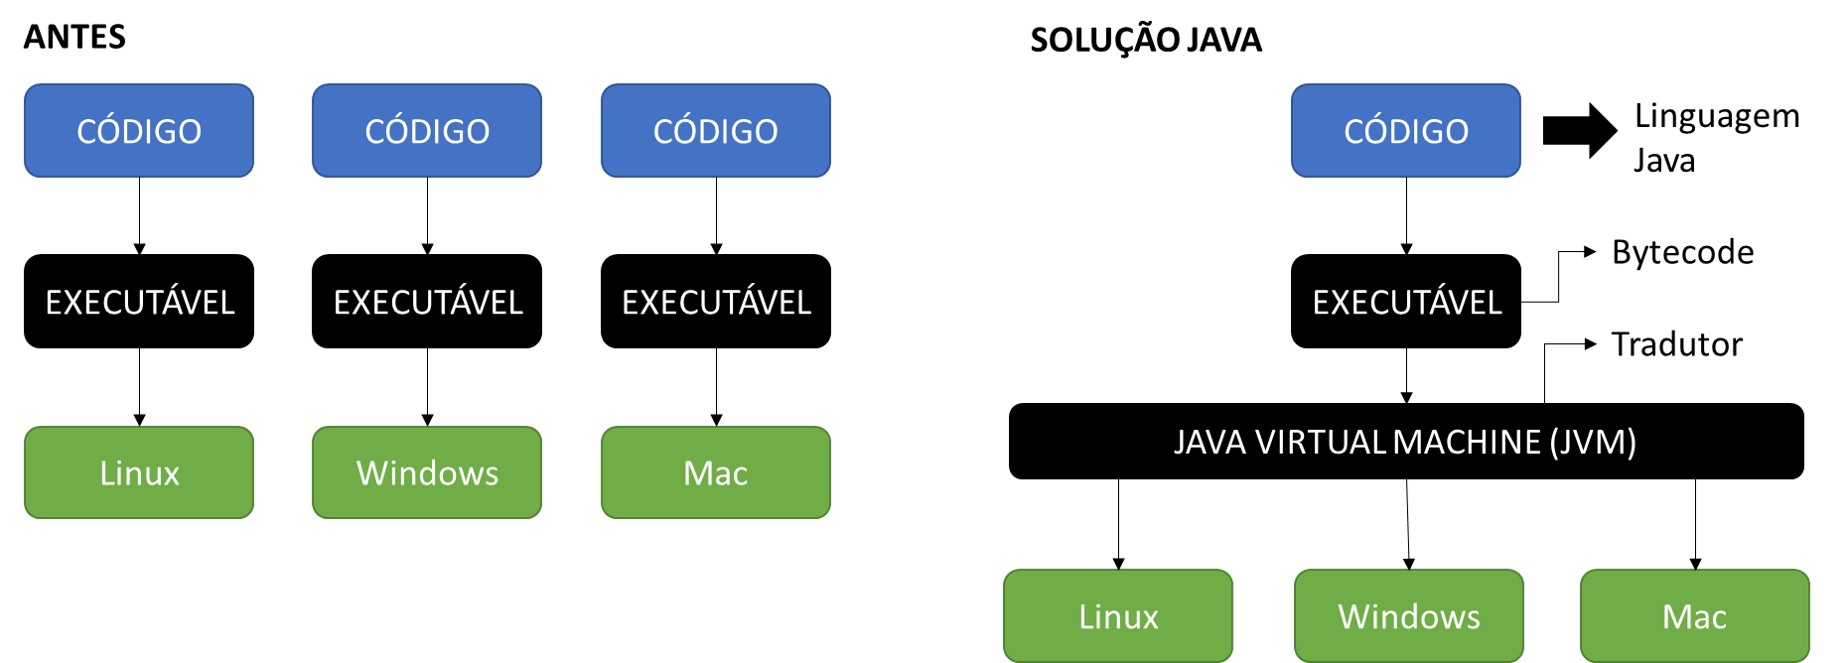 ANTES
CÓDIGO
CÓDIGO
CÓDIGO
EXECUTÁVEL
EXECUTÁVEL
EXECUTÁVEL
Linux
Windows
Mac
SOLUÇÃO JAVA
CÓDIGO
Linguagem
Java
EXECUTÁVEL
Bytecode
Tradutor
JAVA VIRTUAL MACHINE (JVM)
Linux
Windows
Mac